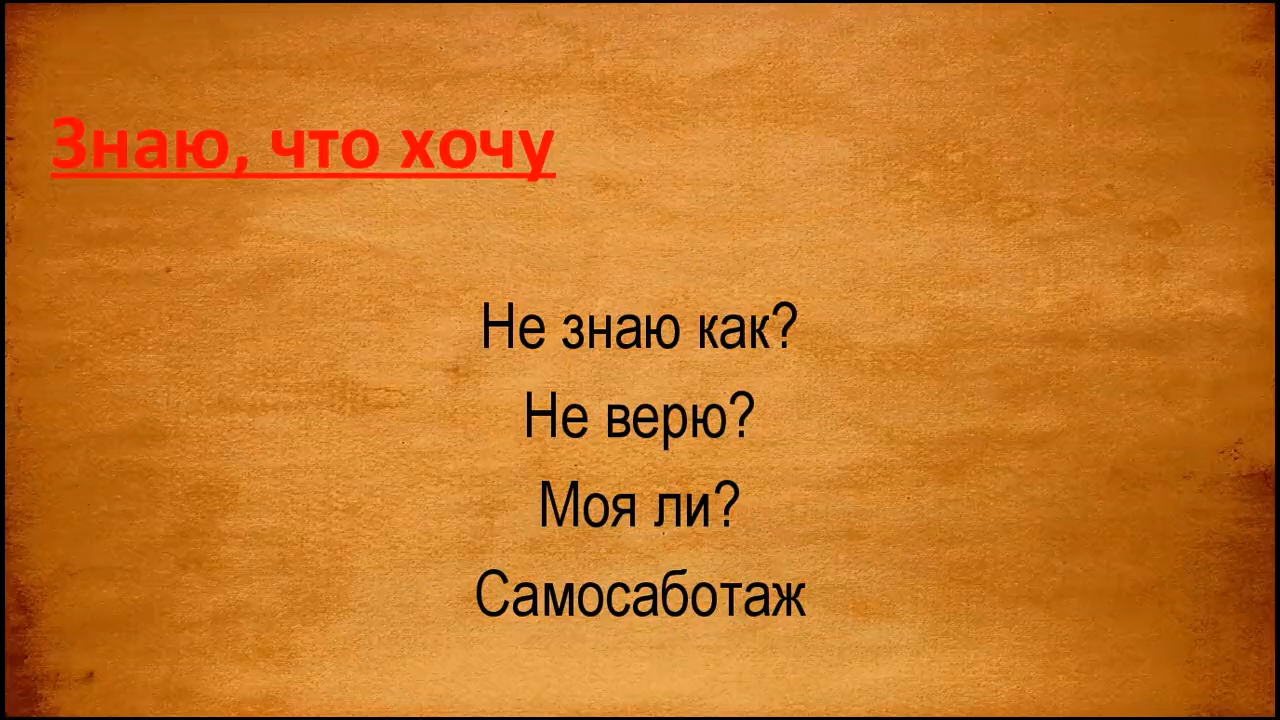 Знаю, что хочу
Не знаю как?
Не верю?
Моя ли?
Самосаботаж